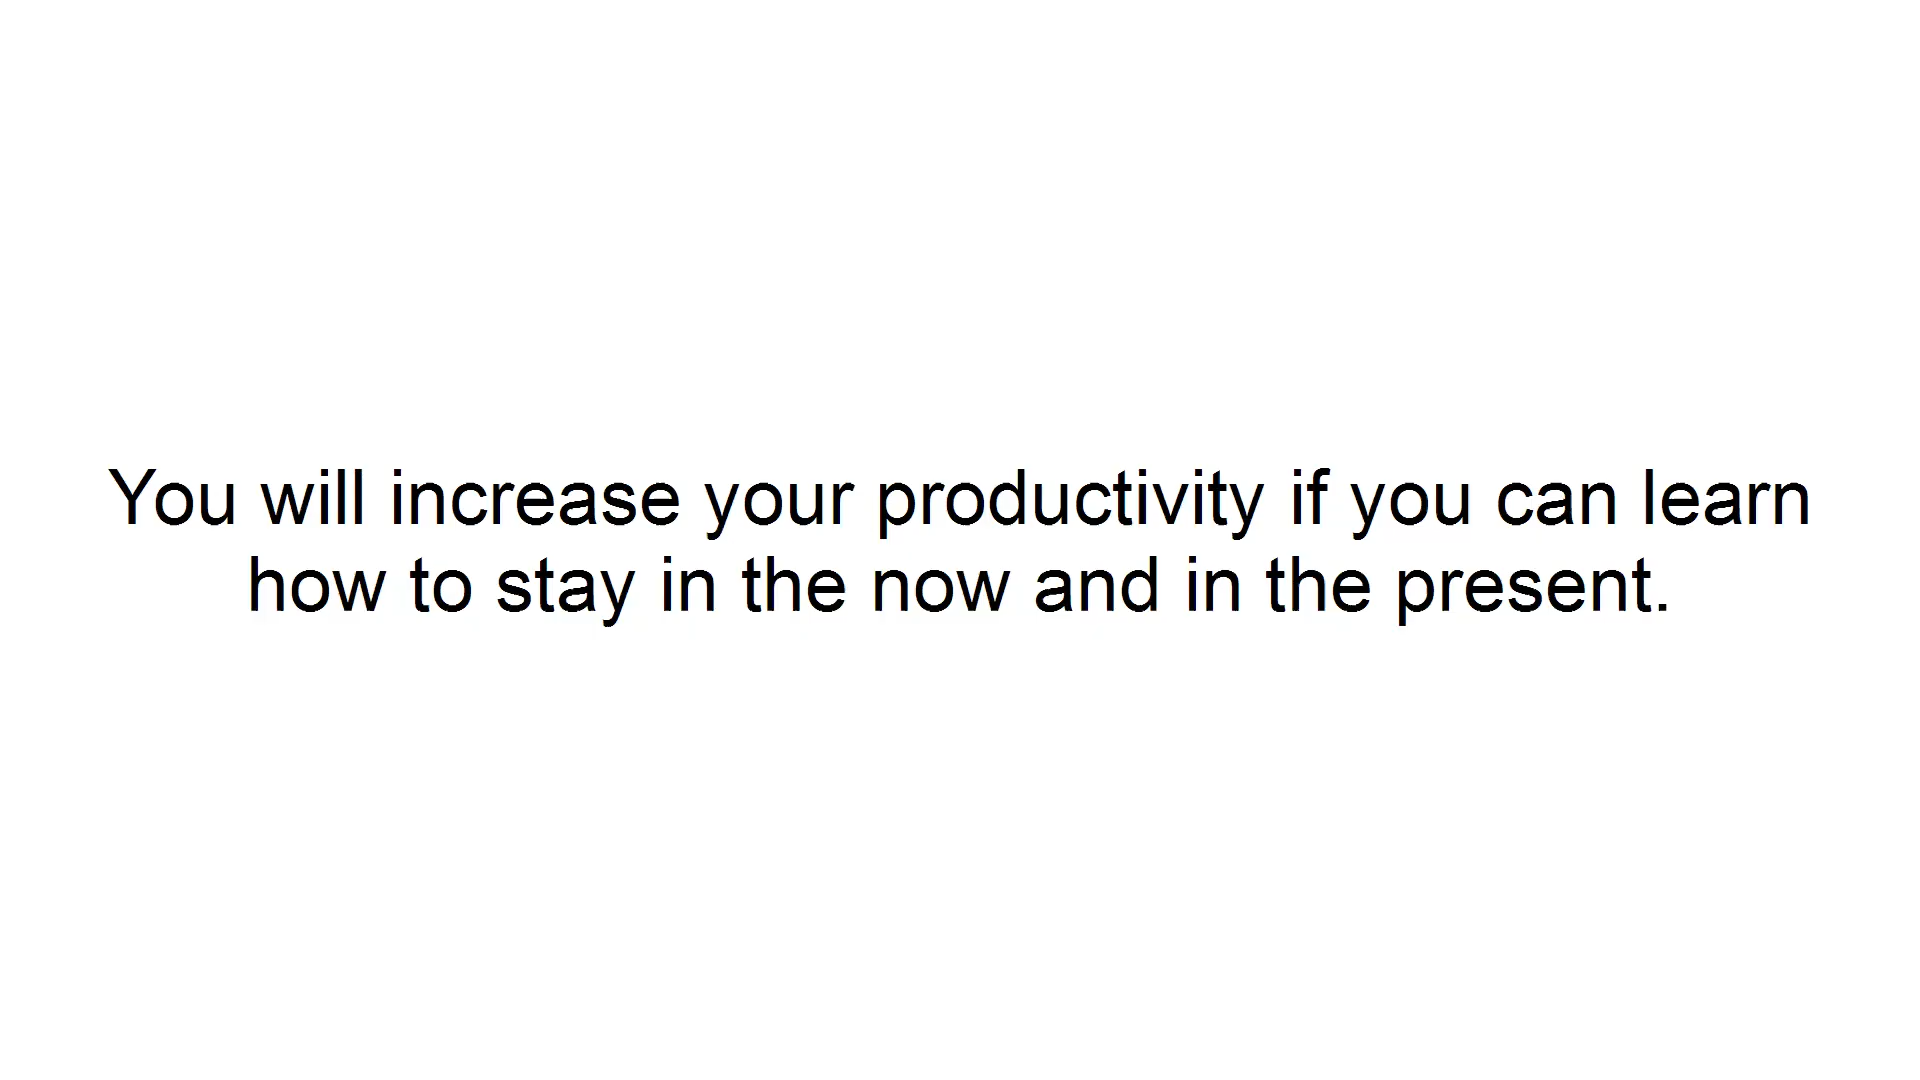 You will increase your productivity if you can learn
how to stay in the now and in the present.